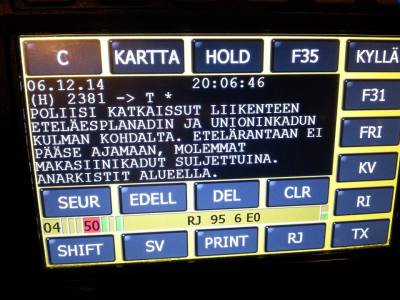 C KARTTA HOLD F35 KYLLÄ
06.12.14 20:06:46
(H) 2381 -> T *
POLIISI KATKAISSUT LIIKENTEEN
ETELÄESPLANADIN JA UNIONINKADUN
KULMAN KOHDALTA. ETELÄRANTAAN EI
PÄÄSE AJAMAAN, MOLEMMAT
MAKASIINIKADUT SULJETTUINA.
ANARKISTIT ALUEELLA.
F31
FRI
KV
SEUR EDELL DEL CLR RI
04 50 RJ 95 6 E0
SHIFT SV PRINT RJ TX